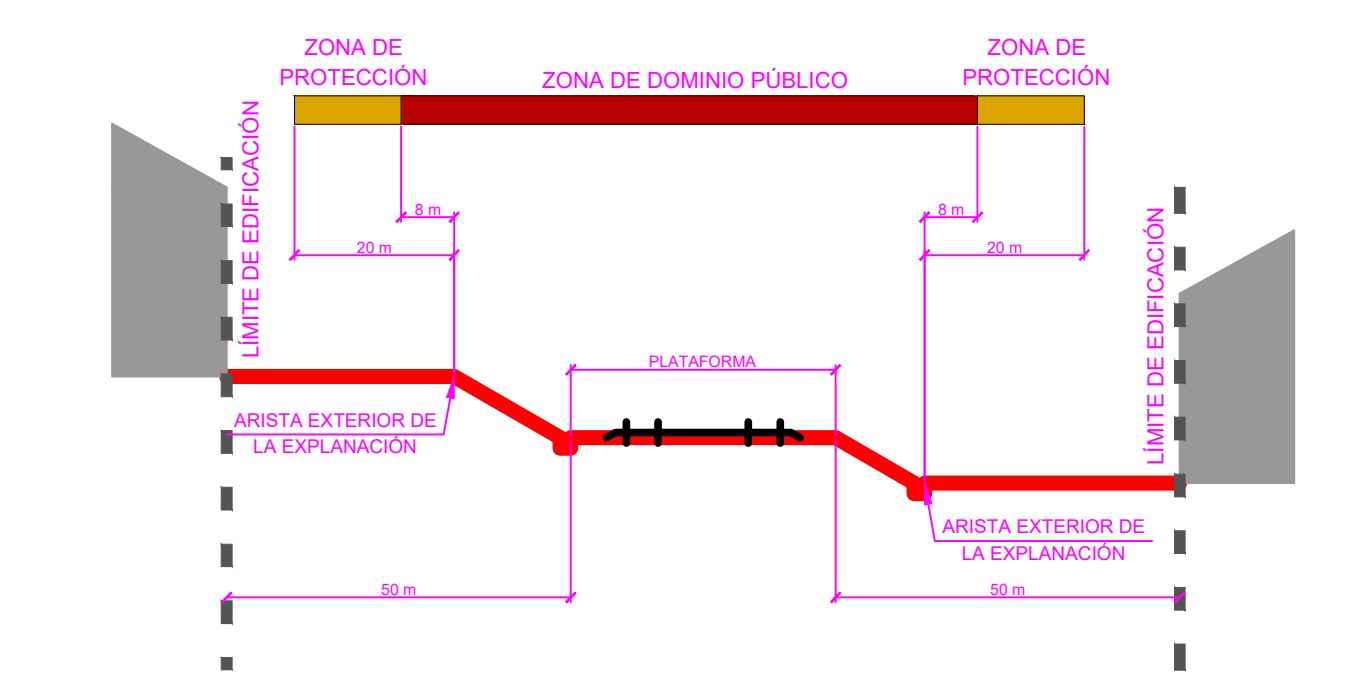 ZONA DE
PROTECCIÓN
ZONA DE DOMINIO PÚBLICO
ZONA DE
PROTECCIÓN
LÍMITE DE EDIFICACIÓN
8 m
20 m
8 m
20 m
LÍMITE DE EDIFICACIÓN
PLATAFORMA
ARISTA EXTERIOR DE
LA EXPLANACIÓN
ARISTA EXTERIOR DE
LA EXPLANACIÓN
50 m
50 m